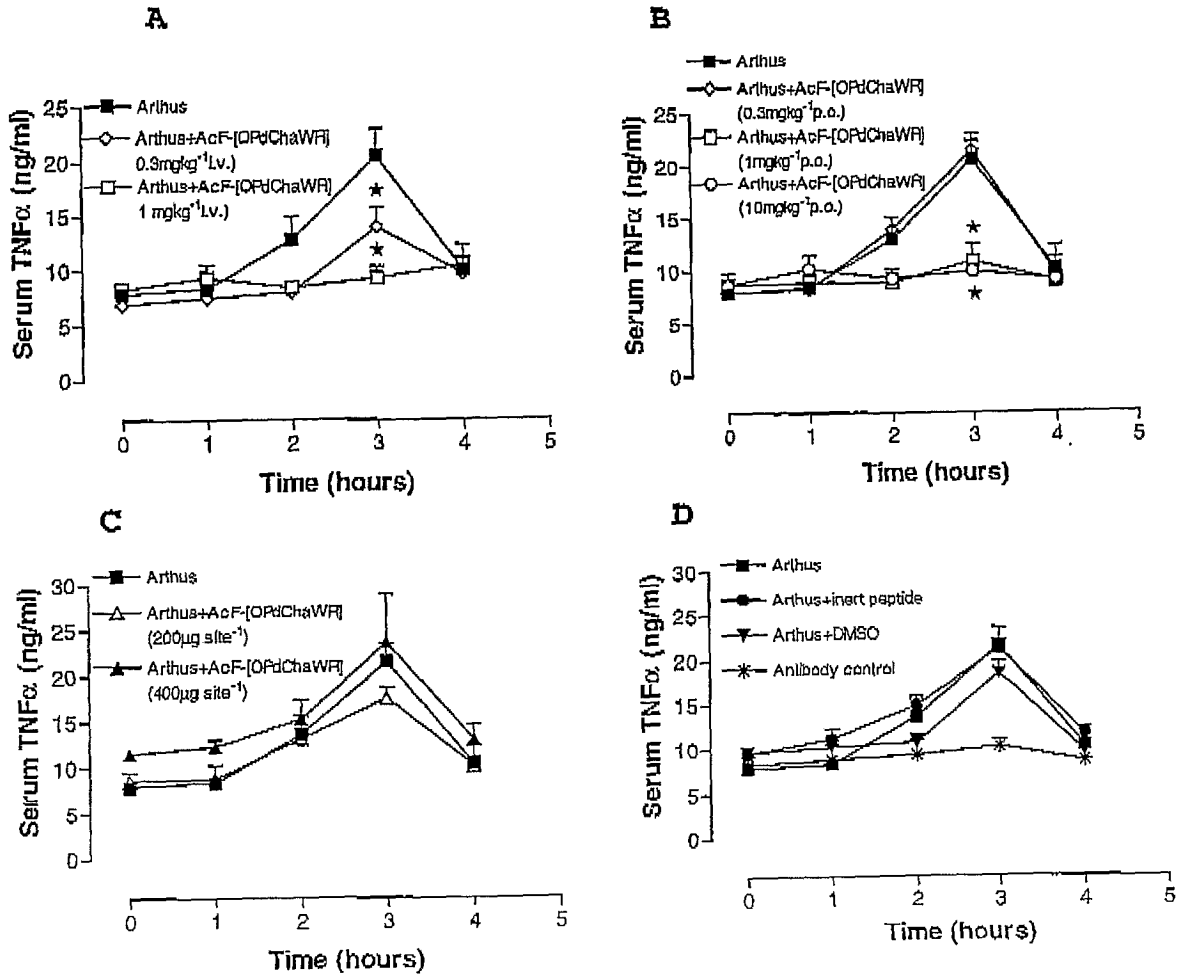 A
Serum TNFα (ng/ml)
25
20
15
10
5
0
Arthus
Arthus+AcF-[OPdChaWR]
0.3mgkg⁻¹i.v.)
Arthus+AcF-[OPdChaWR]
1 mgkg⁻¹i.v.)
★
★
0 1 2 3 4 5
Time (hours)
B
Serum TNFα (ng/ml)
25
20
15
10
5
0
Arthus
Arthus+AcF-[OPdChaWR]
(0.3mgkg⁻¹p.o.)
Arthus+AcF-[OPdChaWR]
(1mgkg⁻¹p.o.)
Arthus+AcF-[OPdChaWR]
(10mgkg⁻¹p.o.)
★
★
0 1 2 3 4 5
Time (hours)
C
Serum TNFα (ng/ml)
30
25
20
15
10
5
0
Arthus
Arthus+AcF-[OPdChaWR]
(200µg site⁻¹)
Arthus+AcF-[OPdChaWR]
(400µg site⁻¹)
0 1 2 3 4 5
Time (hours)
D
Serum TNFα (ng/ml)
30
25
20
15
10
5
0
Arthus
Arthus+inert peptide
Arthus+DMSO
Antibody control
0 1 2 3 4 5
Time (hours)